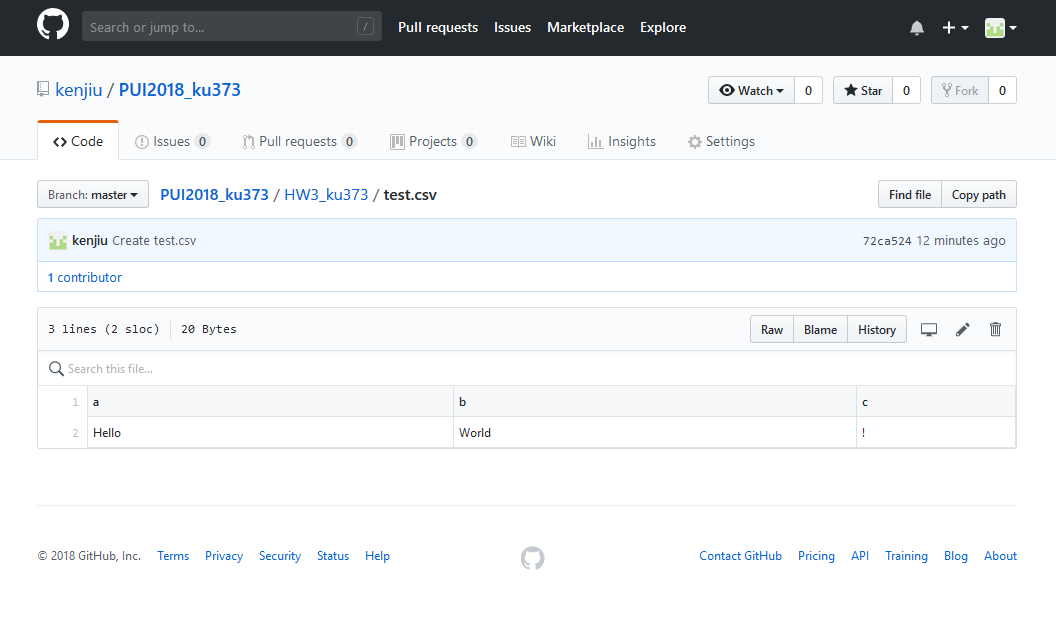 Search or jump to... / Pull requests Issues Marketplace Explore
kenjiu / PUI2018_ku373 Watch 0 Star 0 Fork 0
Code Issues 0 Pull requests 0 Projects 0 Wiki Insights Settings
Branch: master PUI2018_ku373 / HW3_ku373 / test.csv Find file Copy path
kenjiu Create test.csv 72ca524 12 minutes ago
1 contributor
3 lines (2 sloc) 20 Bytes Raw Blame History
Search this file...
1 a b c
2 Hello World !
© 2018 GitHub, Inc. Terms Privacy Security Status Help Contact GitHub Pricing API Training Blog About